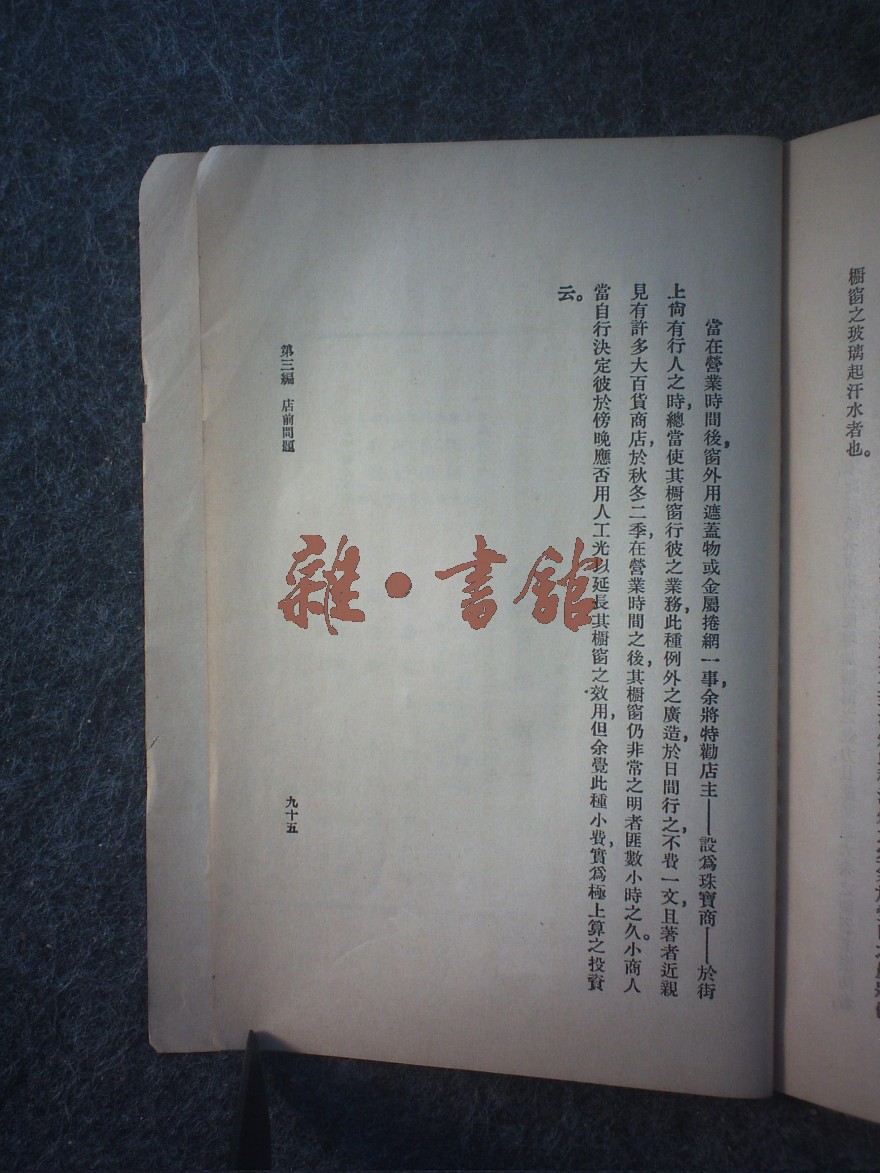 橱窗之玻璃起汗水者也。
當在營業時間後，窗外用遮蓋物或金屬捲網一事，余將特勸店主——設爲珠寶商——於街
上尙有行人之時，總當使其橱窗行彼之業務，此種例外之廣造，於日間行之，不費一文，且著者近親
見有許多大百貨商店，於秋冬二季，在營業時間之後，其橱窗仍非常之明者匪數小時之久。小商人
當自行決定彼於傍晚應否用人工光以延長其橱窗之效用，但余覺此種小費，實爲極上算之投資
云。
第三編 店前問題
九十五
雜·書館